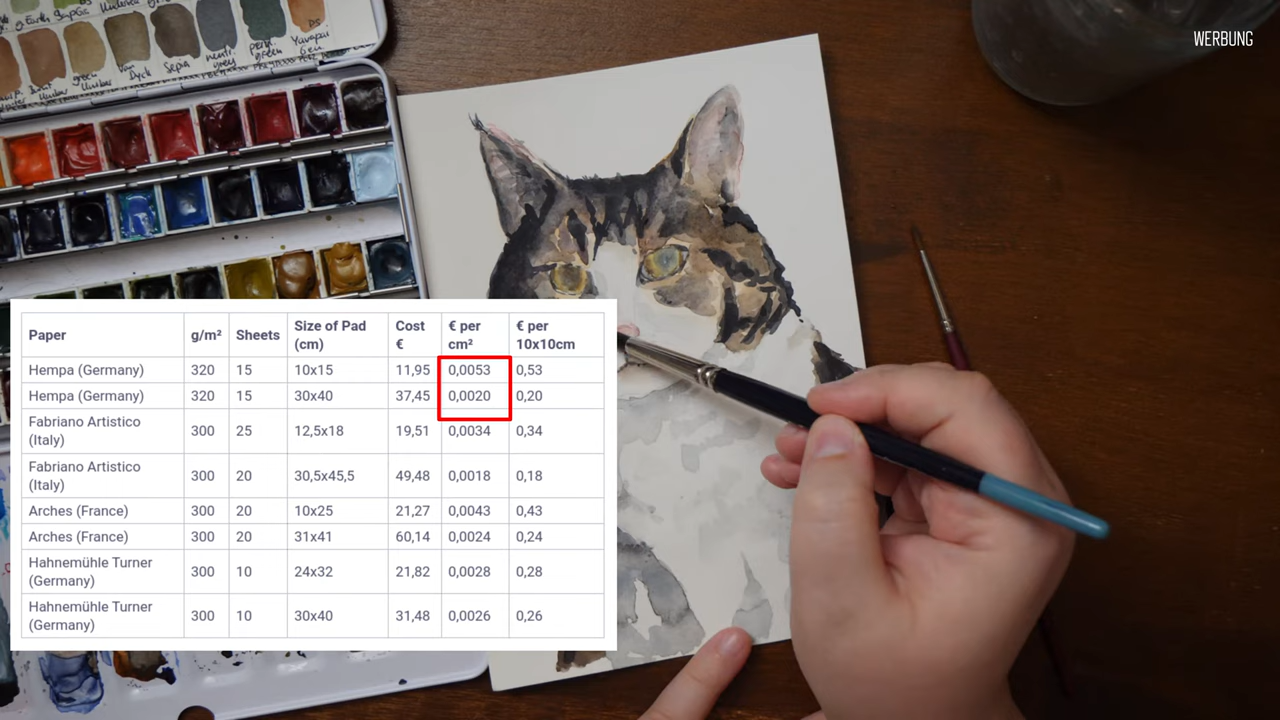 WERBUNG
Earth
Van
Dyck
Sepia
green
Umbar
Paper g/m² Sheets Size of Pad (cm) Cost € € per cm² € per 10x10cm
Hempa (Germany) 320 15 10x15 11,95 0,0053 0,53
Hempa (Germany) 320 15 30x40 37,45 0,0020 0,20
Fabriano Artistico (Italy) 300 25 12,5x18 19,51 0,0034 0,34
Fabriano Artistico (Italy) 300 20 30,5x45,5 49,48 0,0018 0,18
Arches (France) 300 20 10x25 21,27 0,0043 0,43
Arches (France) 300 20 31x41 60,14 0,0024 0,24
Hahnemühle Turner (Germany) 300 10 24x32 21,82 0,0028 0,28
Hahnemühle Turner (Germany) 300 10 30x40 31,48 0,0026 0,26